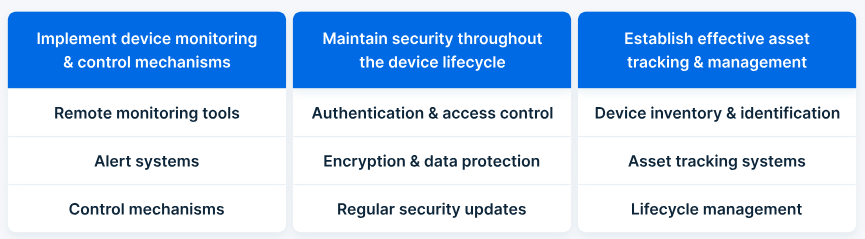 Implement device monitoring
& control mechanisms
Remote monitoring tools
Alert systems
Control mechanisms
Maintain security throughout
the device lifecycle
Authentication & access control
Encryption & data protection
Regular security updates
Establish effective asset
tracking & management
Device inventory & identification
Asset tracking systems
Lifecycle management